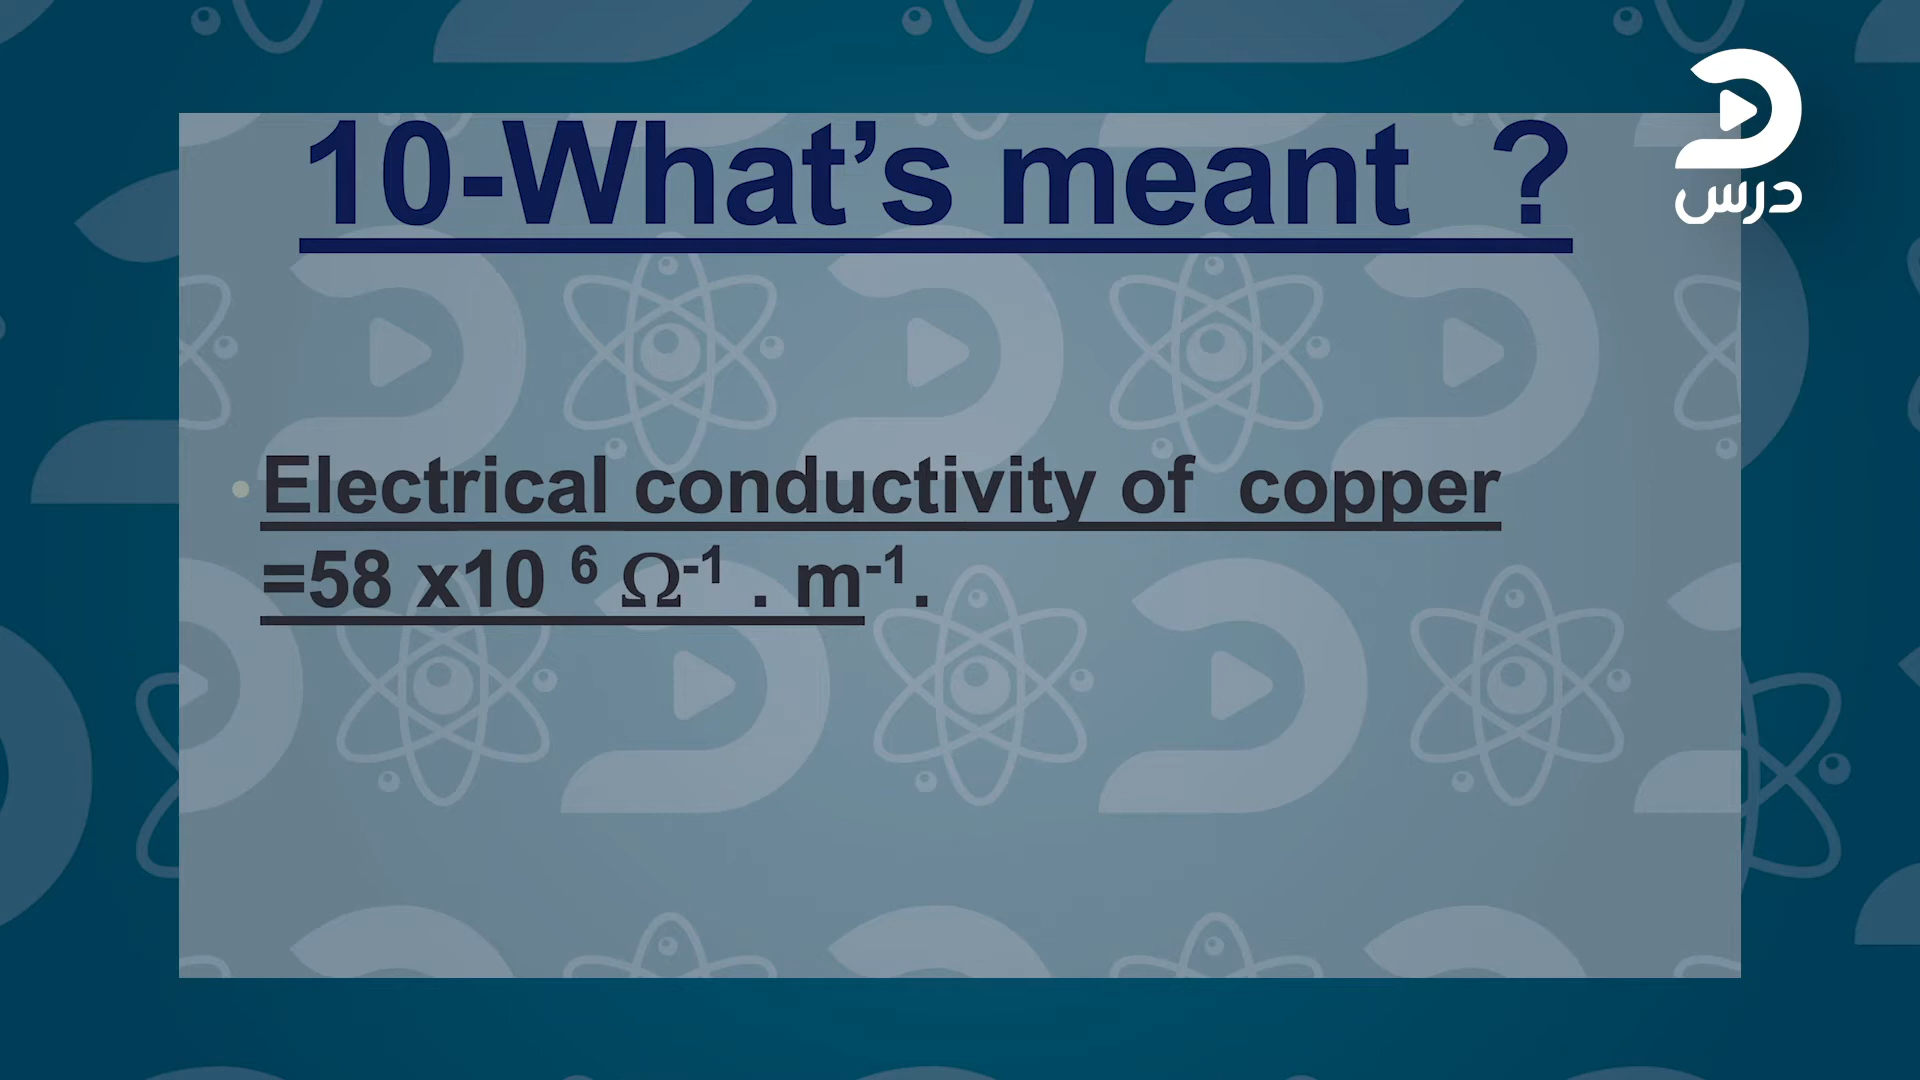 درس
10-What’s meant  ?
Electrical conductivity of  copper
=58 x10 ⁶ Ω⁻¹ . m⁻¹.